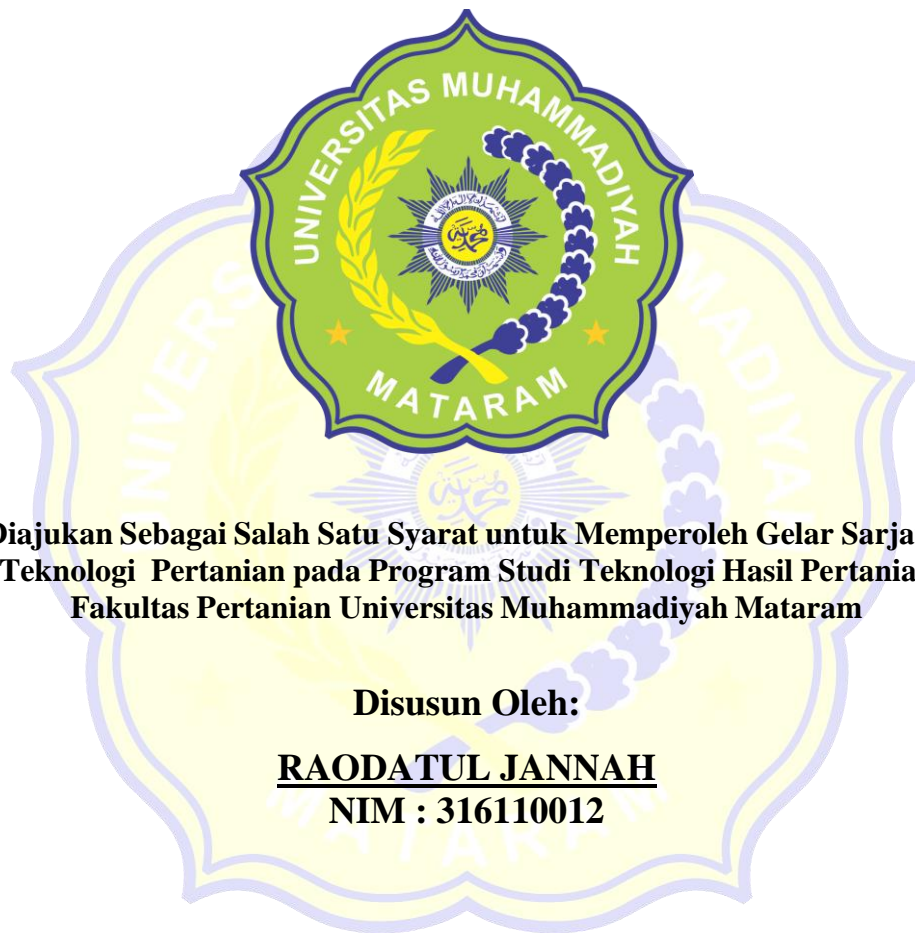 UNIVERSITAS MUHAMMADIYAH
MATARAM
Diajukan Sebagai Salah Satu Syarat untuk Memperoleh Gelar Sarja
Teknologi Pertanian pada Program Studi Teknologi Hasil Pertania
Fakultas Pertanian Universitas Muhammadiyah Mataram
Disusun Oleh:
RAODATUL JANNAH
NIM : 316110012